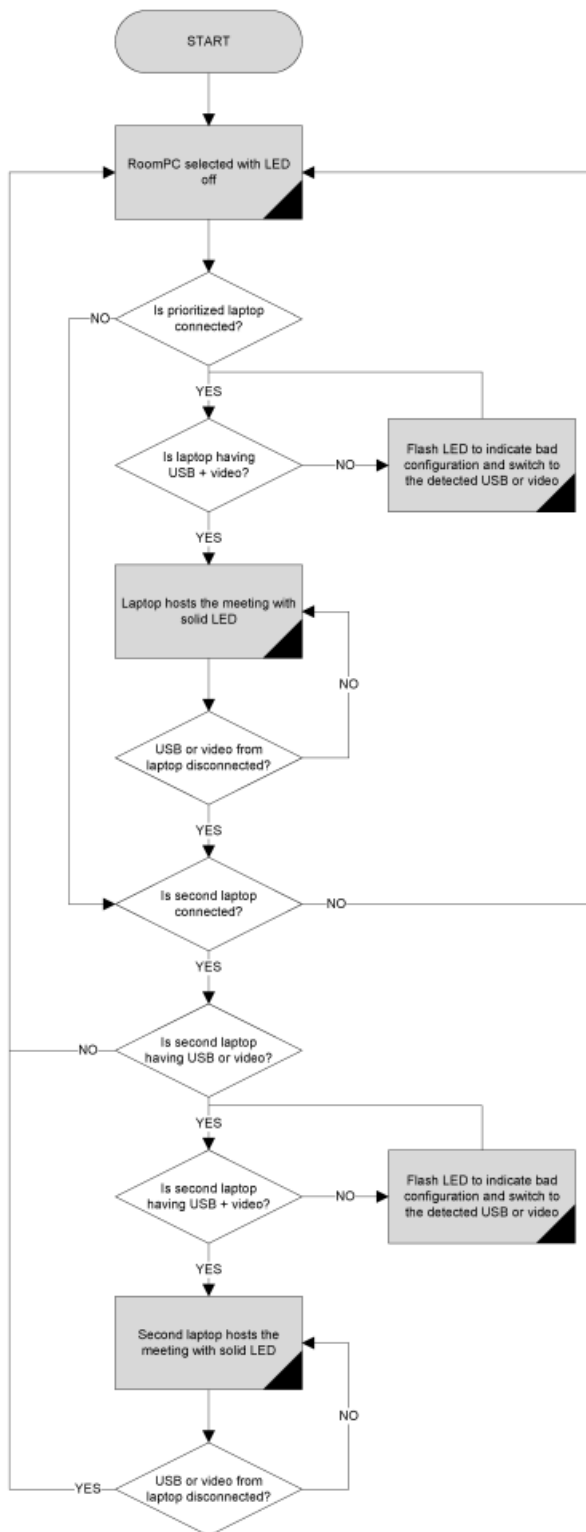 START
RoomPC selected with LED
off
Is prioritized laptop
connected?
NO
YES
Is laptop having
USB + video?
NO
Flash LED to indicate bad
configuration and switch to
the detected USB or video
YES
Laptop hosts the meeting with
solid LED
NO
USB or video from
laptop disconnected?
YES
Is second laptop
connected?
NO
YES
Is second laptop
having USB or video?
NO
YES
Is second laptop
having USB + video?
NO
Flash LED to indicate bad
configuration and switch to
the detected USB or video
YES
Second laptop hosts the
meeting with solid LED
NO
USB or video from
laptop disconnected?
YES